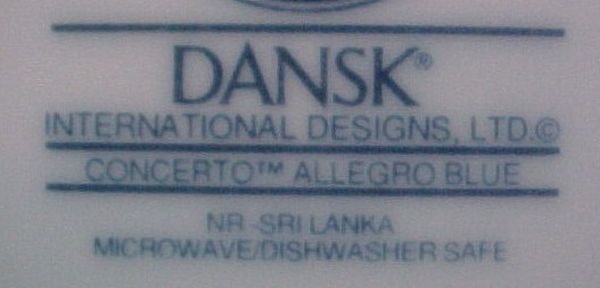 DANSK®
INTERNATIONAL DESIGNS, LTD.©
CONCERTO™ ALLEGRO BLUE
NR-SRI LANKA
MICROWAVE/DISHWASHER SAFE